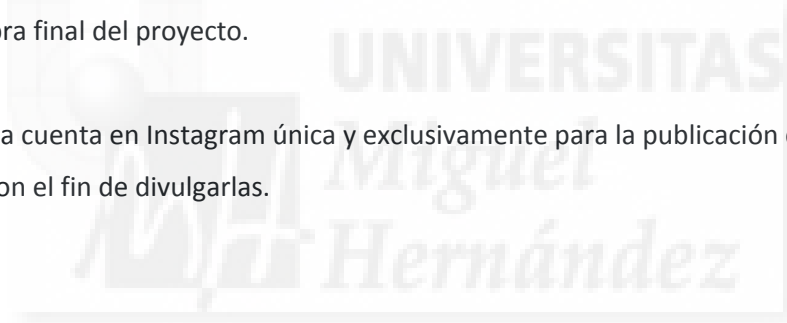 ra final del proyecto.
UNIVERSITAS
a cuenta en Instagram única y exclusivamente para la publicación
on el fin de divulgarlas.
Miguel
Hernández